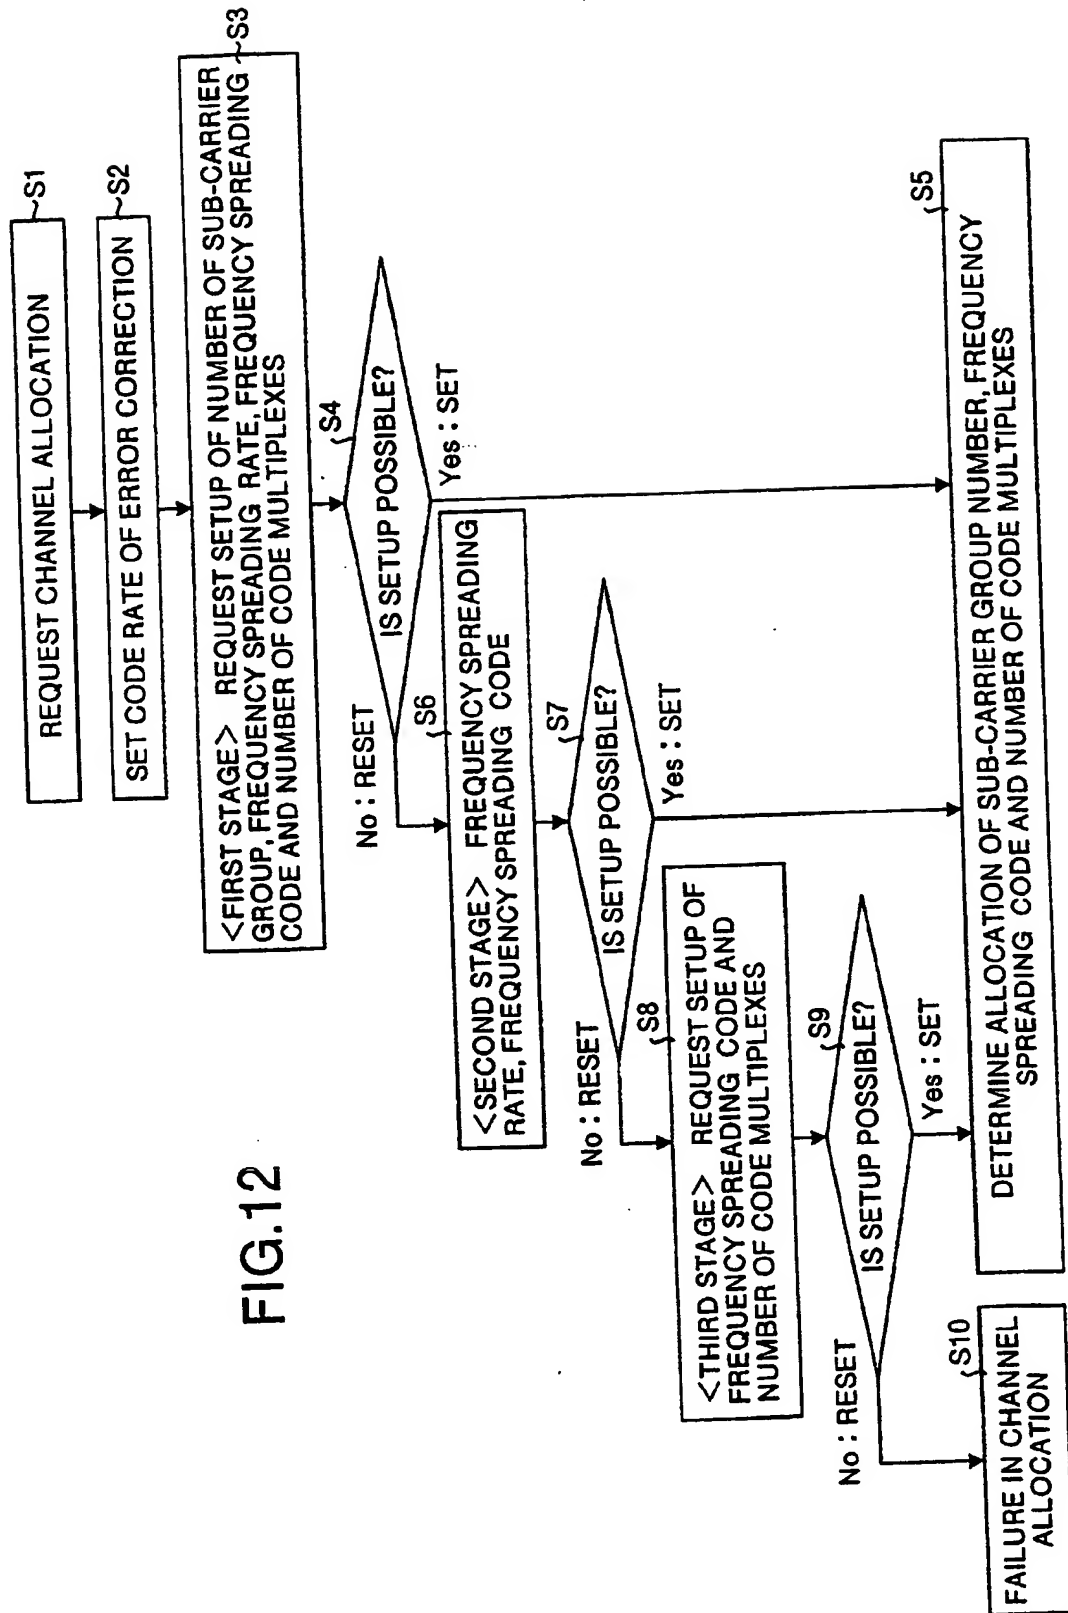 REQUEST CHANNEL ALLOCATION
S1
SET CODE RATE OF ERROR CORRECTION
S2
<FIRST STAGE> REQUEST SETUP OF NUMBER OF SUB-CARRIER
GROUP, FREQUENCY SPREADING RATE, FREQUENCY SPREADING
CODE AND NUMBER OF CODE MULTIPLEXES
S3
S4
IS SETUP POSSIBLE?
No : RESET
Yes : SET
S6
<SECOND STAGE> FREQUENCY SPREADING
RATE, FREQUENCY SPREADING CODE
S7
IS SETUP POSSIBLE?
No : RESET
Yes : SET
S8
<THIRD STAGE> REQUEST SETUP OF
FREQUENCY SPREADING CODE AND
NUMBER OF CODE MULTIPLEXES
S9
IS SETUP POSSIBLE?
No : RESET
Yes : SET
S5
DETERMINE ALLOCATION OF SUB-CARRIER GROUP NUMBER, FREQUENCY
SPREADING CODE AND NUMBER OF CODE MULTIPLEXES
S10
FAILURE IN CHANNEL
ALLOCATION
FIG.12